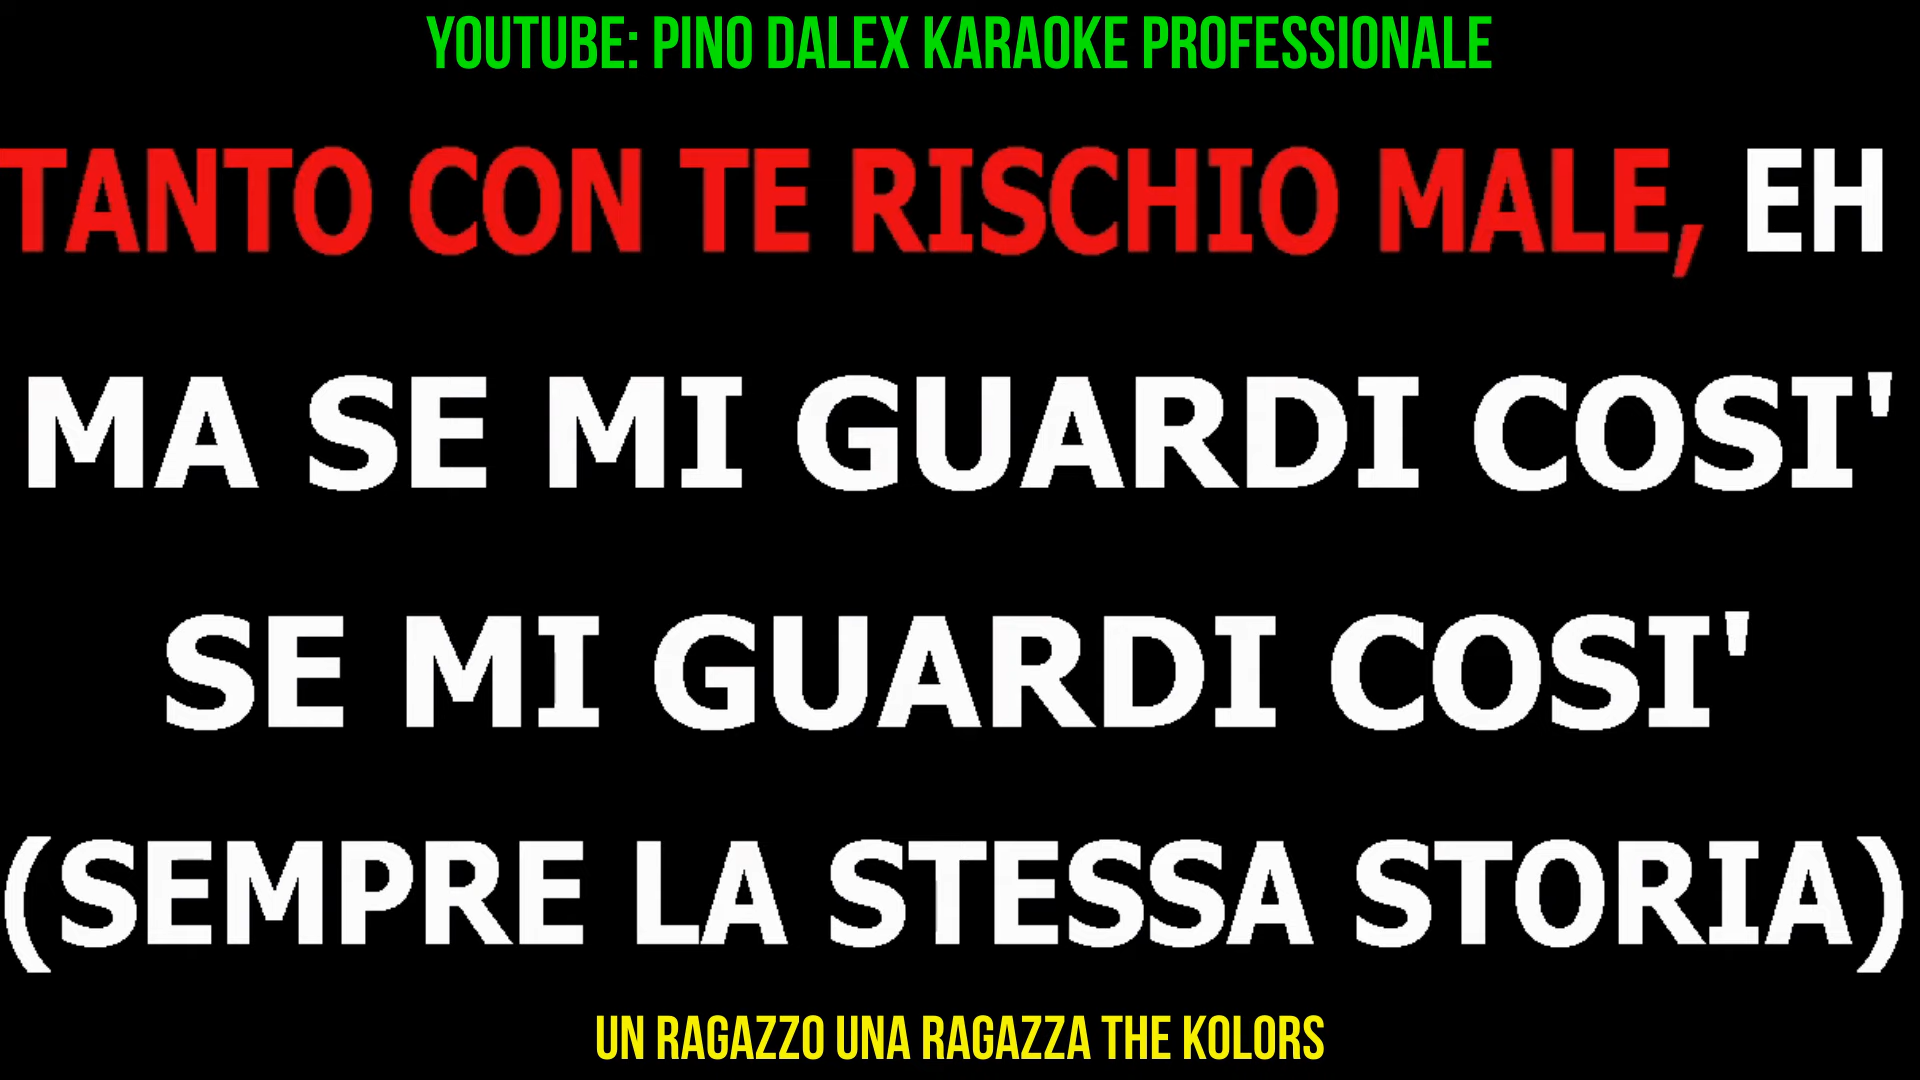 YOUTUBE: PINO DALEX KARAOKE PROFESSIONALE
TANTO CON TE RISCHIO MALE, EH
MA SE MI GUARDI COSI'
SE MI GUARDI COSI'
(SEMPRE LA STESSA STORIA)
UN RAGAZZO UNA RAGAZZA THE KOLORS